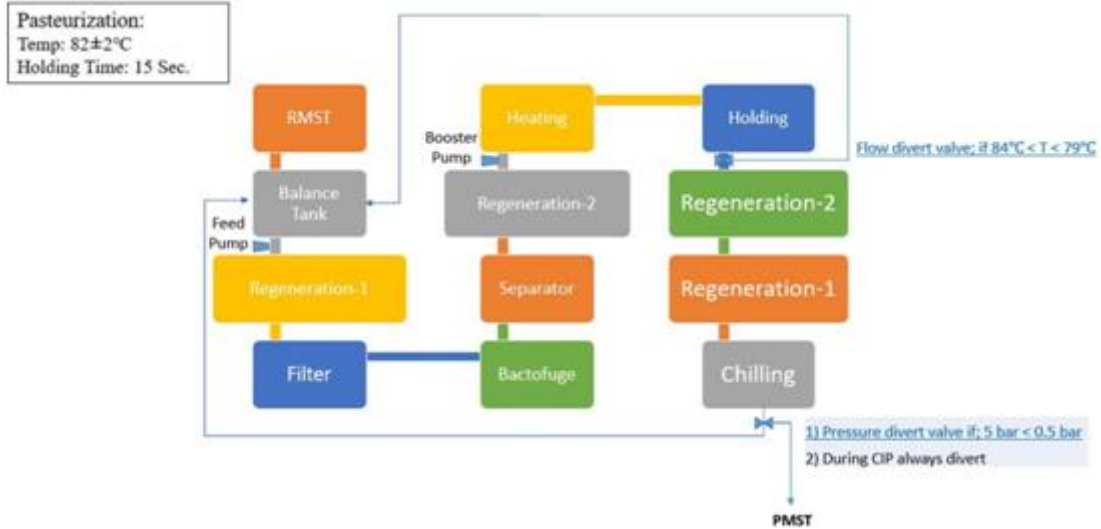 Pasteurization:
Temp: 82±2°C
Holding Time: 15 Sec.
RMST
Heating
Holding
Booster
Pump
Flow divert valve; if 84°C < T < 79°C
Balance
Tank
Regeneration-2
Regeneration-2
Feed
Pump
Regeneration-1
Separator
Regeneration-1
Filter
Bactofuge
Chilling
1) Pressure divert valve if; 5 bar < 0.5 bar
2) During CIP always divert
PMST